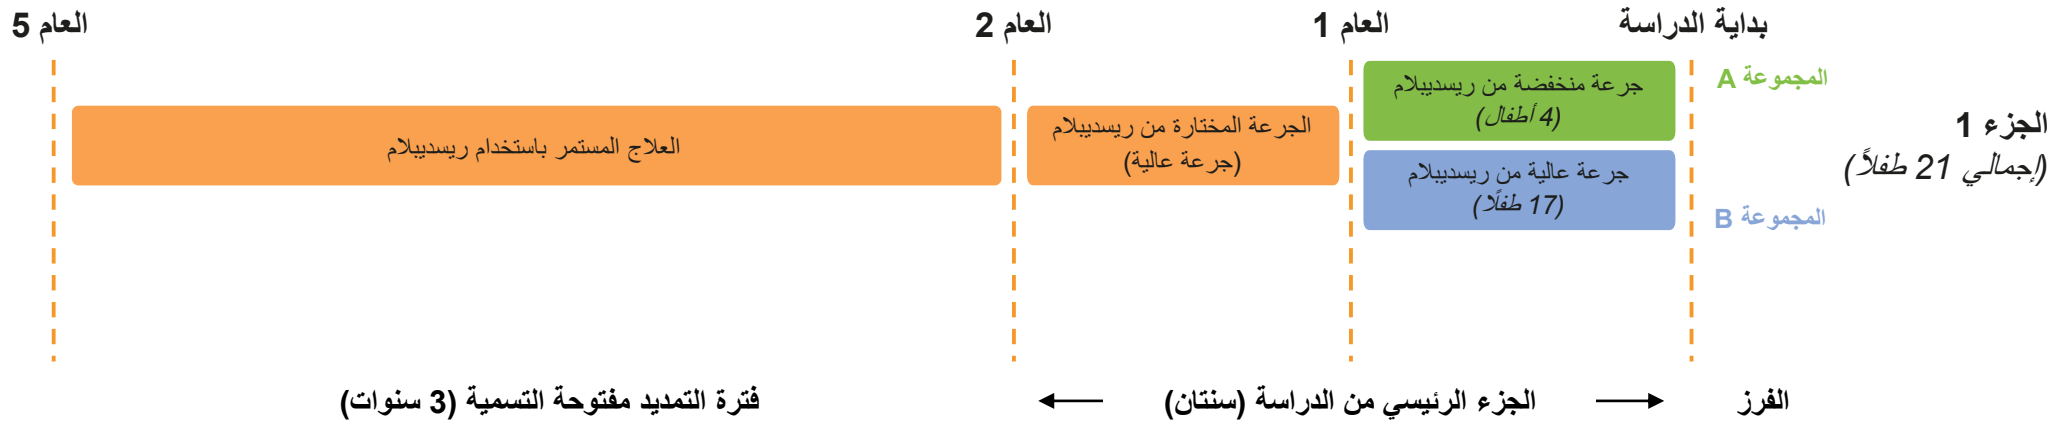 بداية الدراسة
العام 1
العام 2
العام 5
الجزء 1
(إجمالي 21 طفلاً)
المجموعة A
جرعة منخفضة من ريسديبلام
(4 أطفال)
المجموعة B
جرعة عالية من ريسديبلام
(17 طفلًا)
الجرعة المختارة من ريسديبلام
(جرعة عالية)
العلاج المستمر باستخدام ريسديبلام
الفرز
الجزء الرئيسي من الدراسة (سنتان)
فترة التمديد مفتوحة التسمية (3 سنوات)